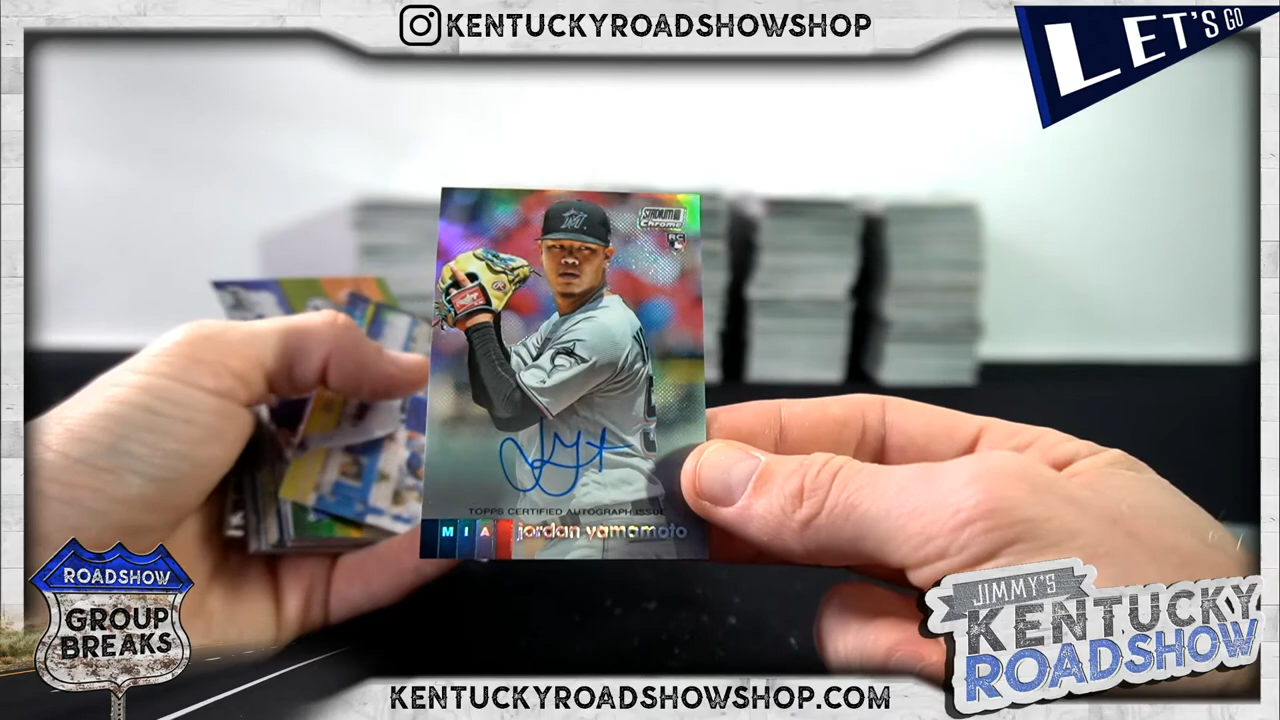 KENTUCKYROADSHOWSHOP
LET'S GO
STADIUM
Chrome
RC
M
TOPPS CERTIFIED AUTOGRAPH ISSUE
MIA jordan yamamoto
ROADSHOW
GROUP
BREAKS
JIMMY'S
KENTUCKY
ROADSHOW
KENTUCKYROADSHOWSHOP.COM